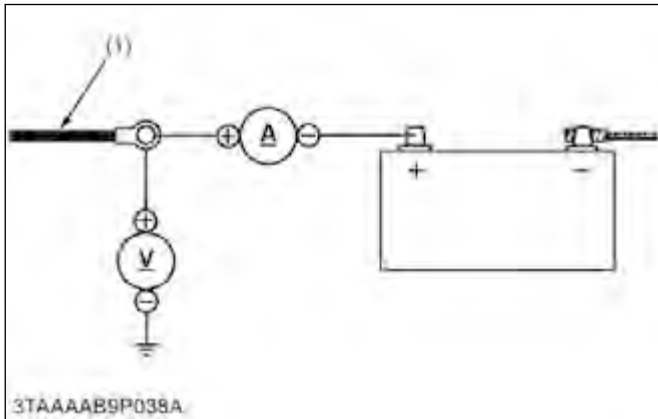 (1)
+ A −
+ −
+
V
−
3TAAAAB9P038A